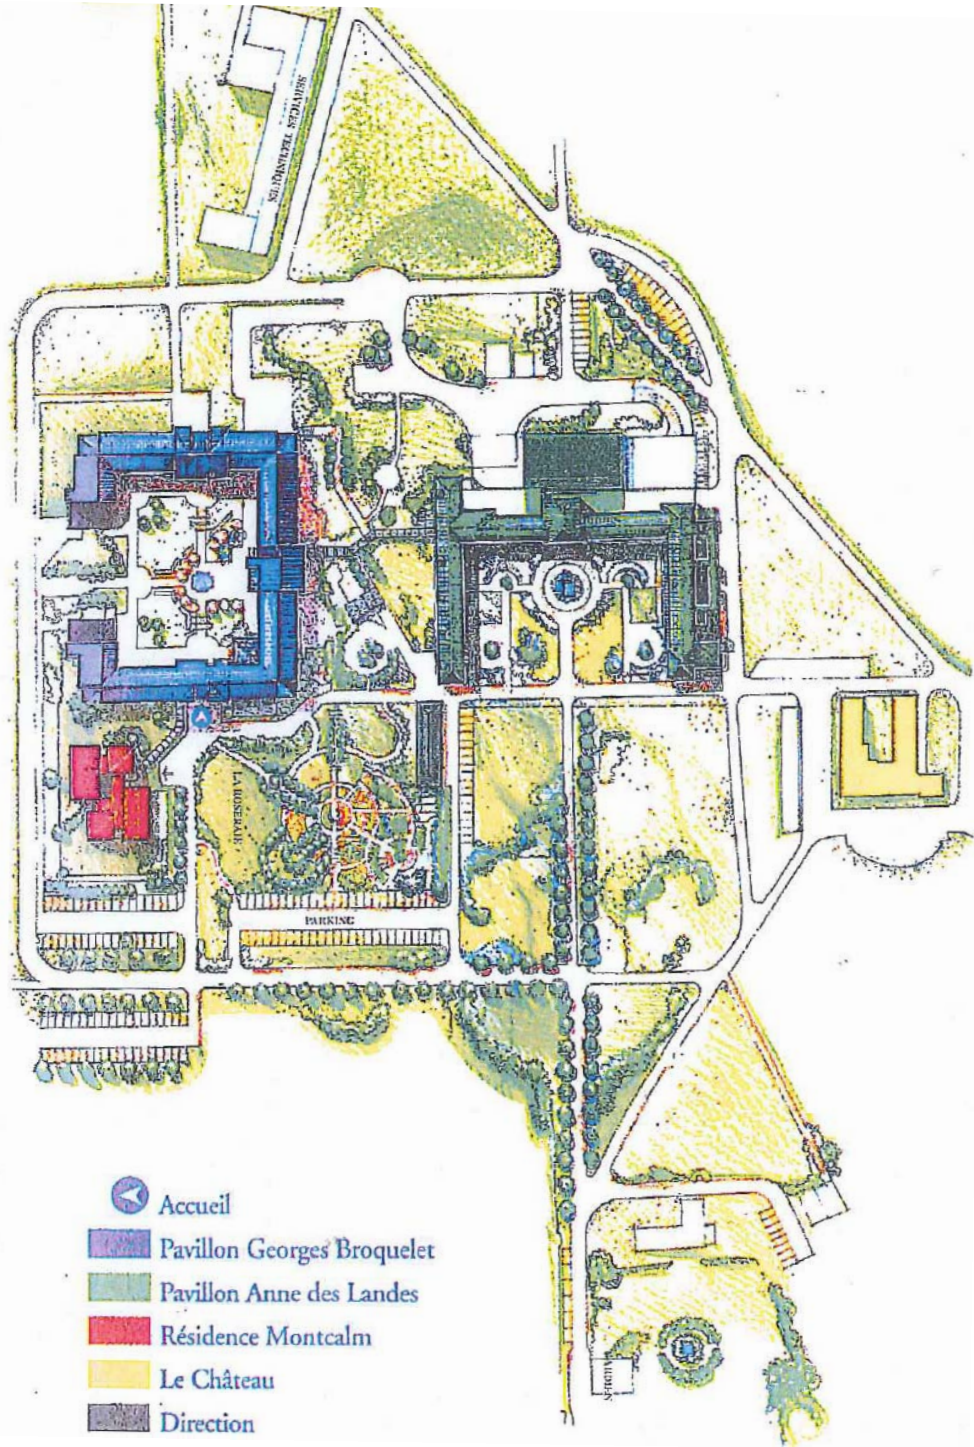 SERVICES TECHNIQUES
LA ROSERAIE
PARKING
Accueil
Pavillon Georges Broquelet
Pavillon Anne des Landes
Résidence Montcalm
Le Château
Direction